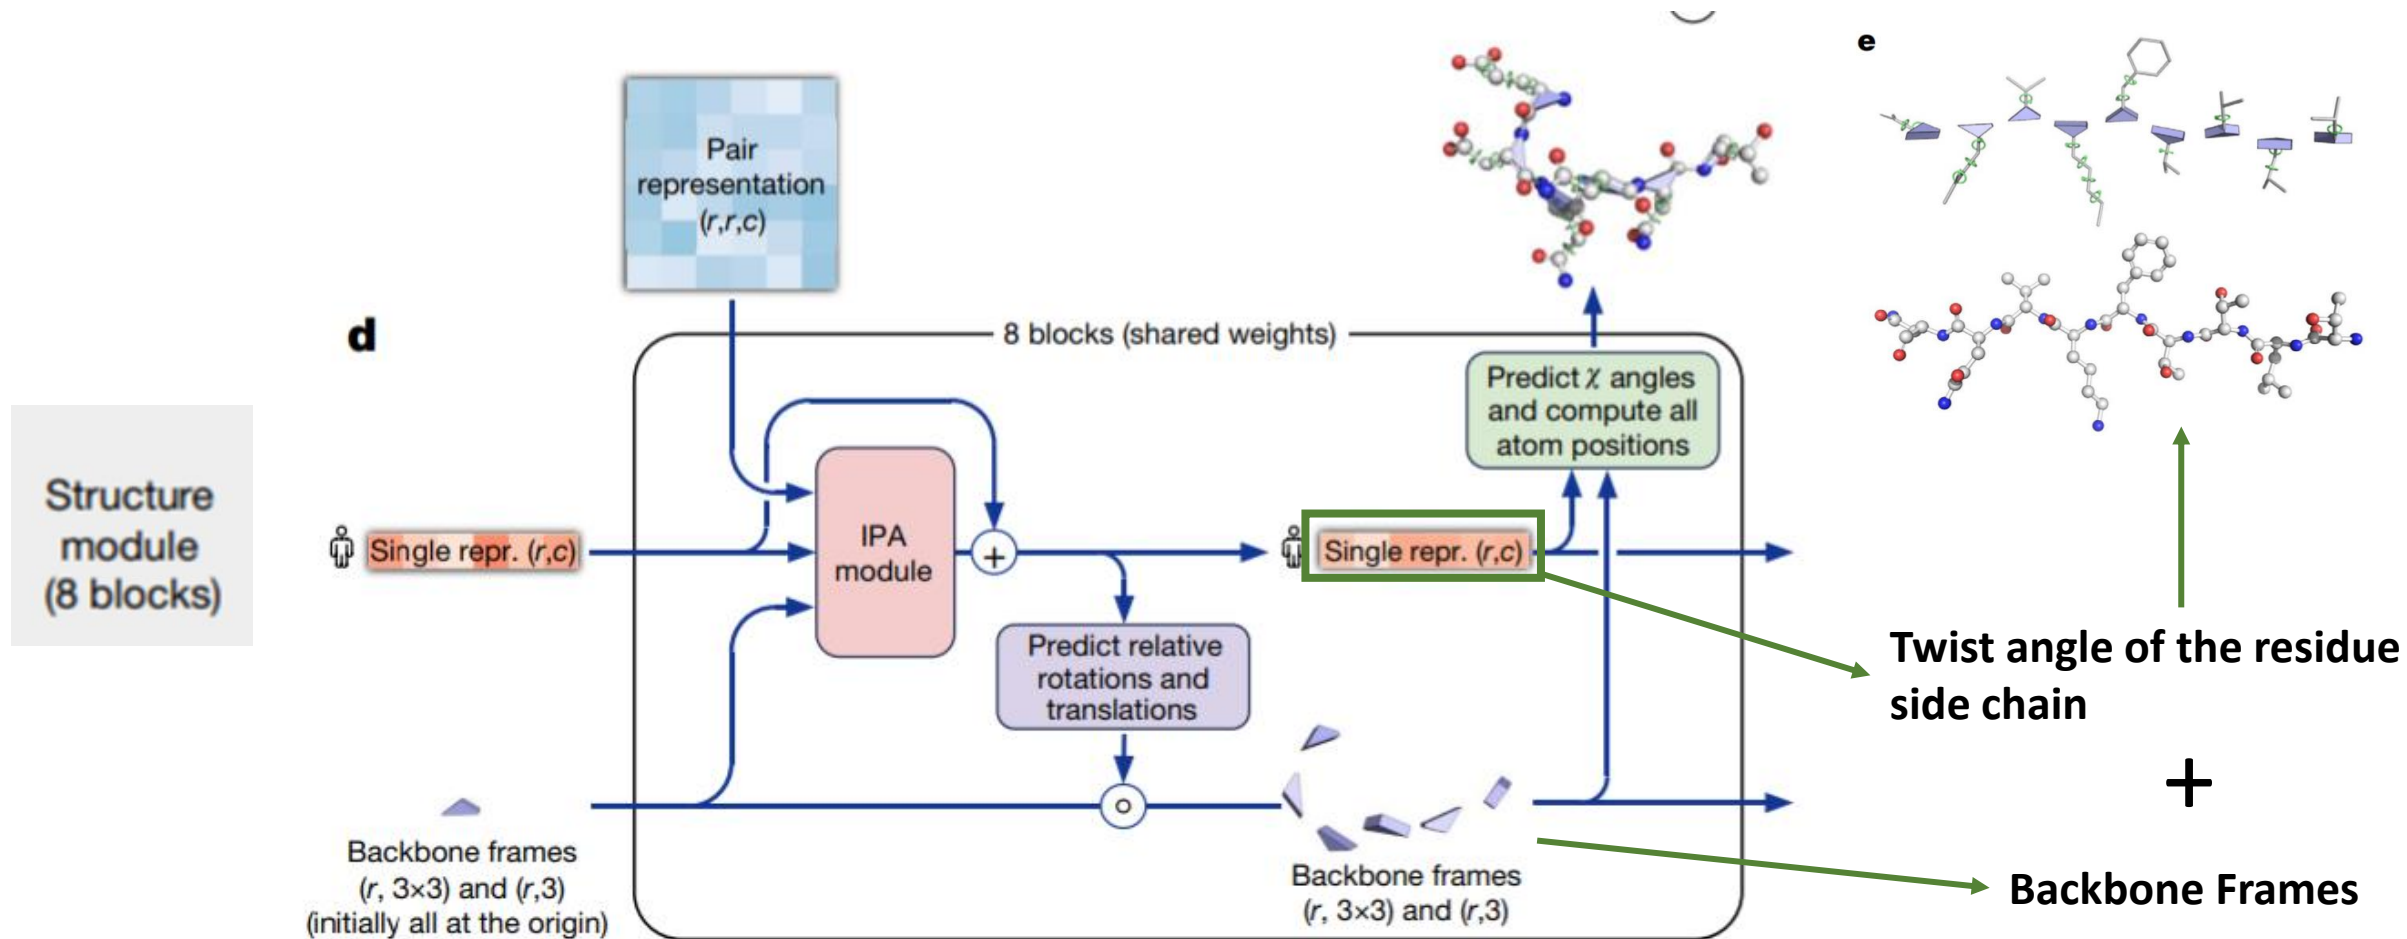 e
Pair
representation
(r,r,c)
d
8 blocks (shared weights)
Predict χ angles
and compute all
atom positions
Structure
module
(8 blocks)
Single repr. (r,c)
IPA
module
+
Single repr. (r,c)
Predict relative
rotations and
translations
Twist angle of the residue
side chain
+
Backbone frames
(r, 3×3) and (r,3)
(initially all at the origin)
Backbone frames
(r, 3×3) and (r,3)
Backbone Frames